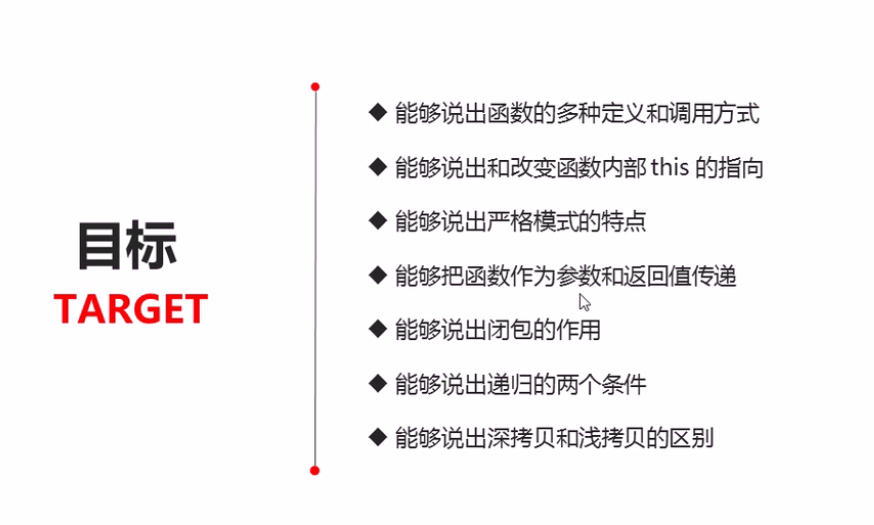 目标
TARGET
◆ 能够说出函数的多种定义和调用方式
◆ 能够说出和改变函数内部 this 的指向
◆ 能够说出严格模式的特点
◆ 能够把函数作为参数和返回值传递
◆ 能够说出闭包的作用
◆ 能够说出递归的两个条件
◆ 能够说出深拷贝和浅拷贝的区别